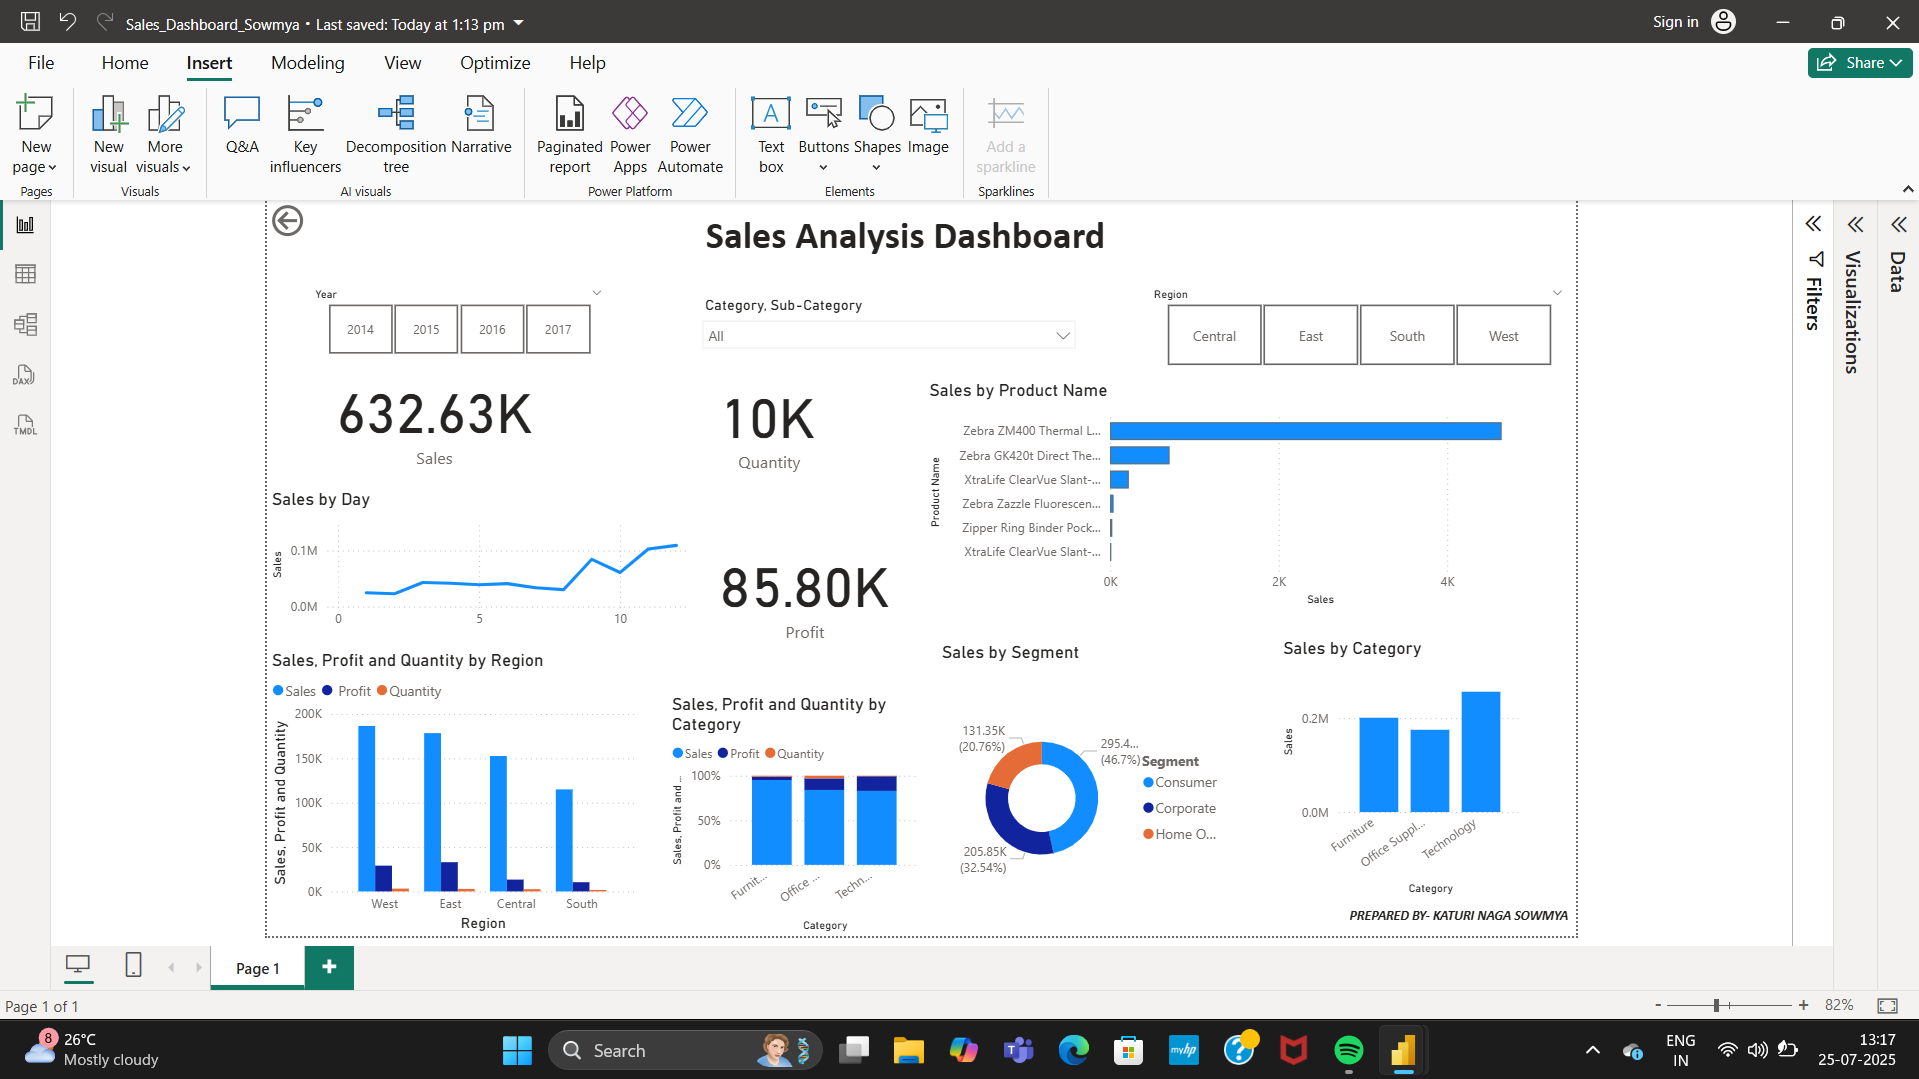 Sales_Dashboard_Sowmya • Last saved: Today at 1:13 pm
Sign in
File Home Insert Modeling View Optimize Help
Share
New page
New visual
More visuals
Q&A
Key influencers
Decomposition tree
Narrative
Paginated report
Power Apps
Power Automate
Text box
Buttons
Shapes
Image
Add a sparkline
Pages
Visuals
AI visuals
Power Platform
Elements
Sparklines
DAX
TMDL
Filters
Visualizations
Data
Sales Analysis Dashboard
Year
2014 2015 2016 2017
Category, Sub-Category
All
Region
Central East South West
632.63K
Sales
10K
Quantity
85.80K
Profit
Sales by Product Name
Product Name
Zebra ZM400 Thermal L...
Zebra GK420t Direct The...
XtraLife ClearVue Slant-...
Zebra Zazzle Fluorescen...
Zipper Ring Binder Pock...
XtraLife ClearVue Slant-...
0K 2K 4K
Sales
Sales by Day
Sales
0.1M
0.0M
0 5 10
Sales, Profit and Quantity by Region
Sales Profit Quantity
Sales, Profit and Quantity
200K
150K
100K
50K
0K
West East Central South
Region
Sales, Profit and Quantity by
Category
Sales Profit Quantity
Sales, Profit and ...
100%
50%
0%
Furnit... Office ... Techn...
Category
Sales by Segment
131.35K
(20.76%)
295.4...
(46.7%)
205.85K
(32.54%)
Segment
Consumer
Corporate
Home O...
Sales by Category
Sales
0.2M
0.0M
Furniture Office Suppl... Technology
Category
PREPARED BY- KATURI NAGA SOWMYA
Page 1
+
Page 1 of 1
- + 82%
8
26°C
Mostly cloudy
Search
myhp
ENG
IN
13:17
25-07-2025